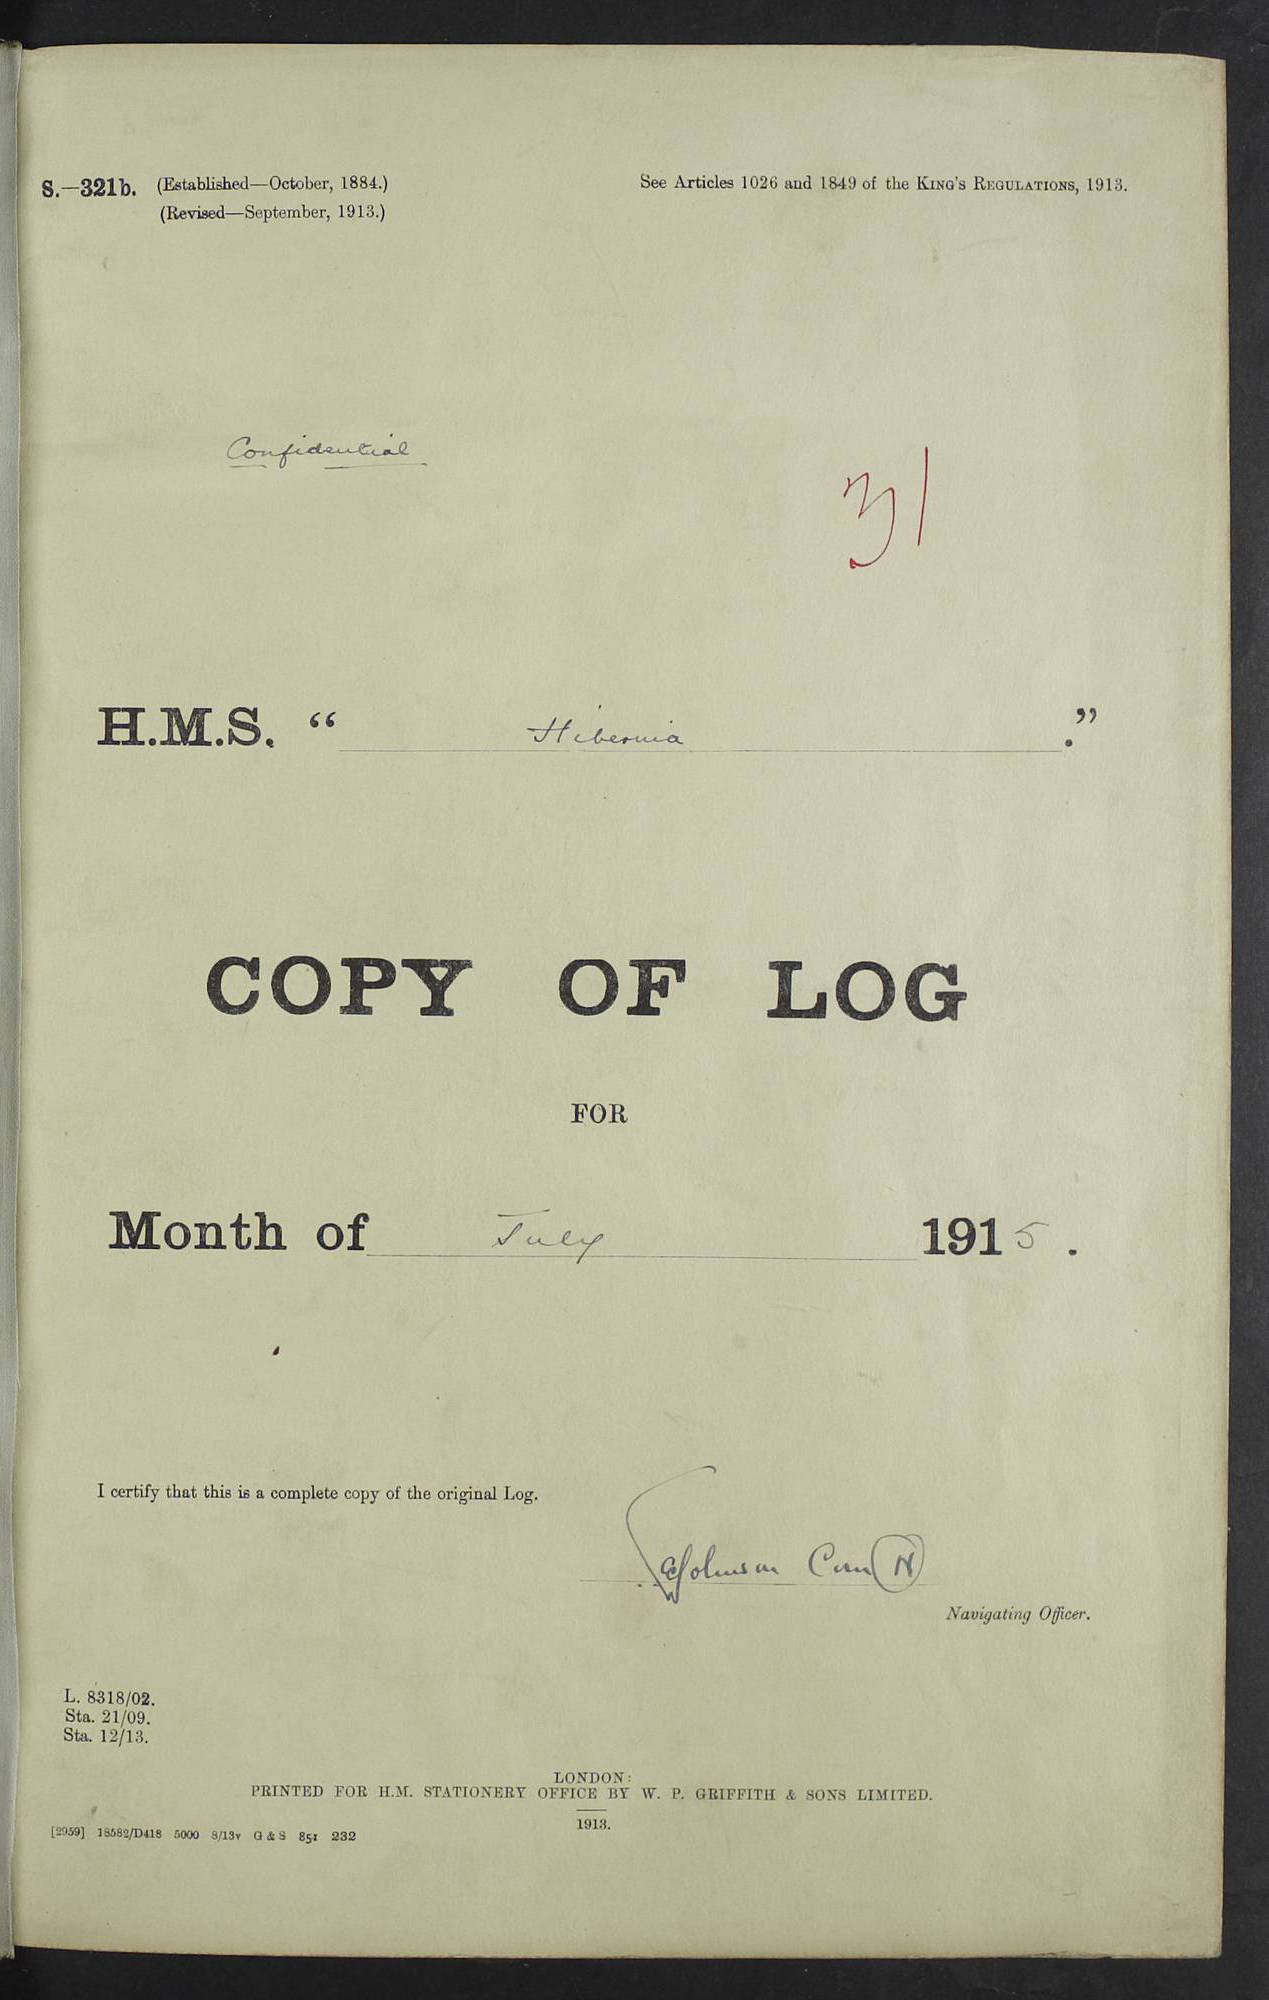 S.—321b. (Established—October, 1884.)
(Revised—September, 1913.)
See Articles 1026 and 1849 of the KING'S REGULATIONS, 1913.
Confidential
31
H.M.S. “ Hibernia .”
COPY OF LOG
FOR
Month of July 1915.
I certify that this is a complete copy of the original Log.
Johnson Com (N)
Navigating Officer.
L. 8318/02.
Sta. 21/09.
Sta. 12/13.
LONDON:
PRINTED FOR H.M. STATIONERY OFFICE BY W. P. GRIFFITH & SONS LIMITED.
1913.
[2959] 18582/D418 5000 8/13v G & S 851 232